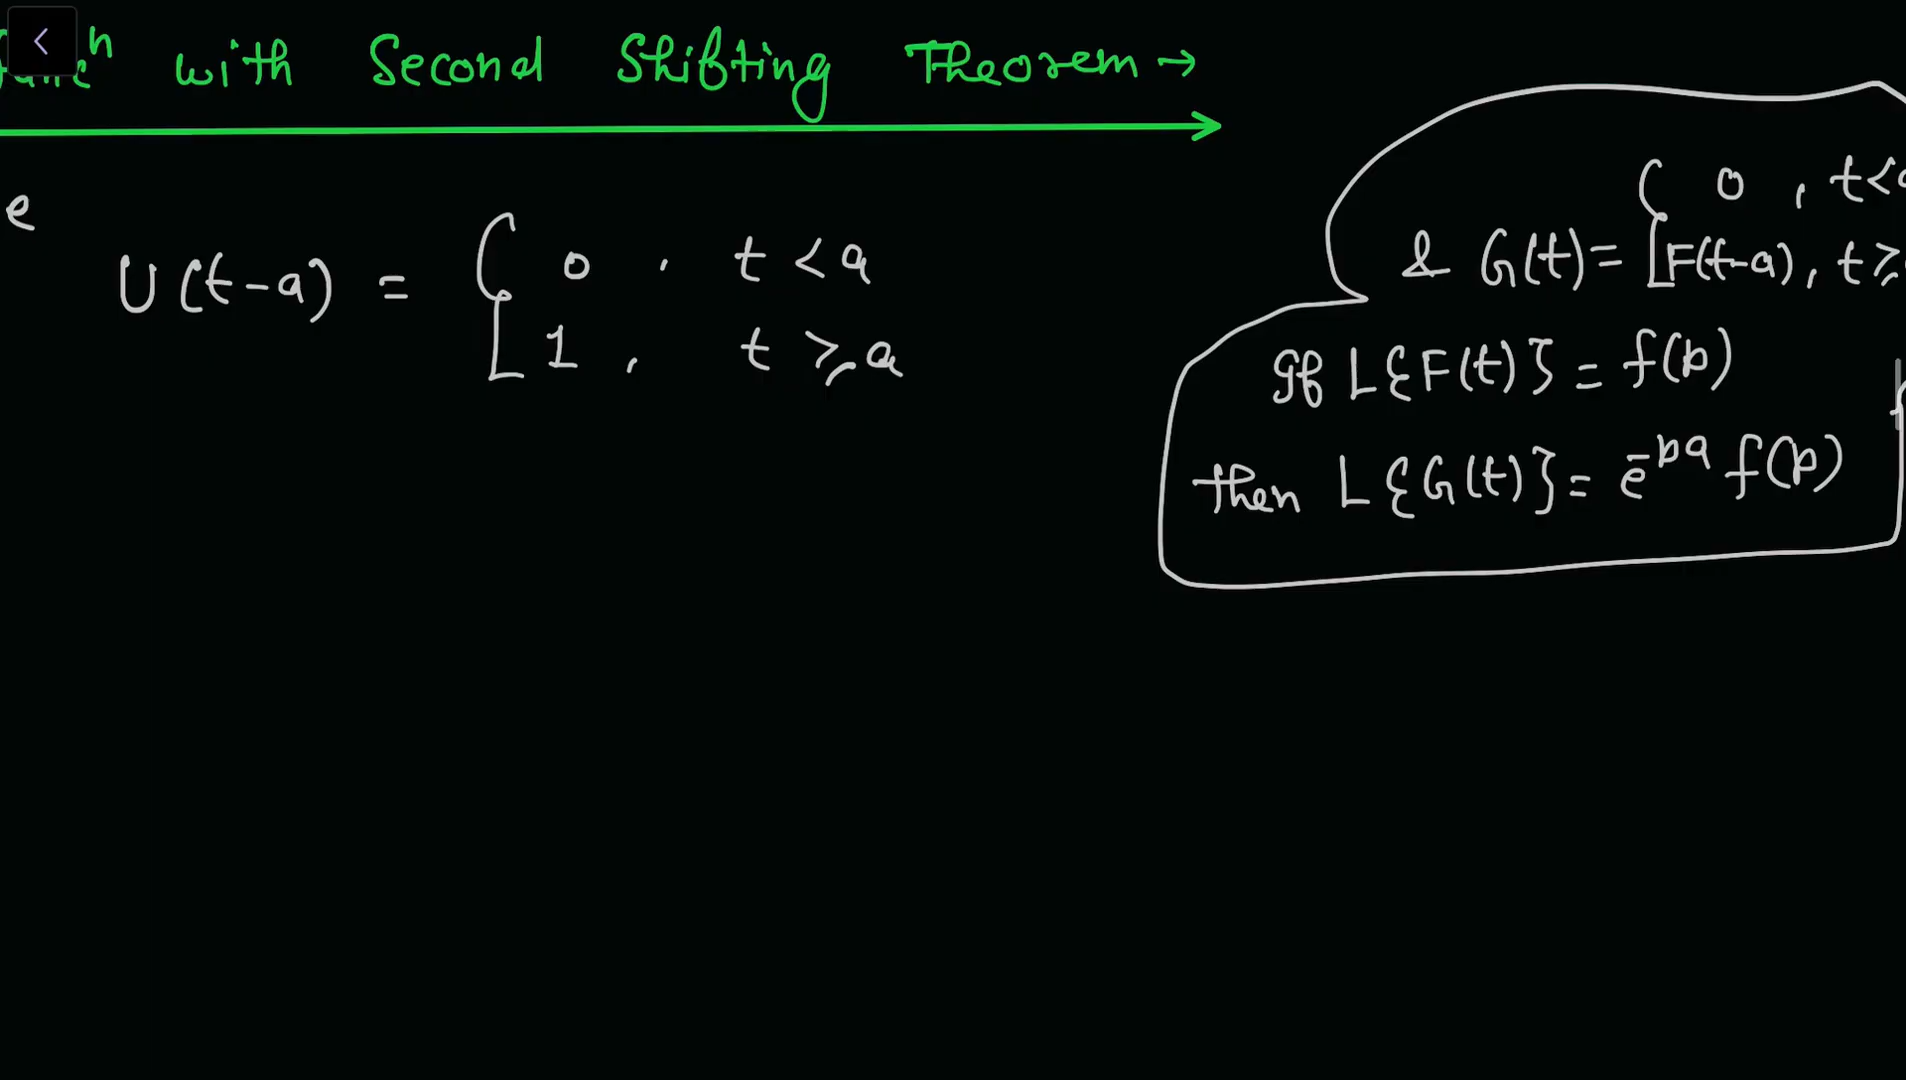 with Second Shifting Theorem →
e
U(t-a) = { 0 , t < a
1 , t ≥ a
0 , t <
& G(t) = { F(t-a), t ≥
If L{F(t)} = f(p)
then L{G(t)} = e^{-pa} f(p)